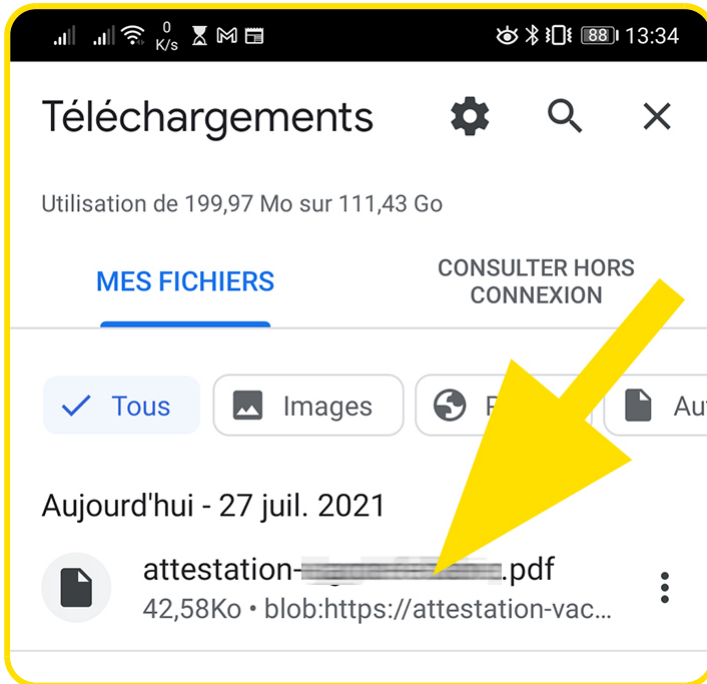 0
K/s
88 13:34
Téléchargements
Utilisation de 199,97 Mo sur 111,43 Go
MES FICHIERS
CONSULTER HORS
CONNEXION
Tous
Images
Aujourd'hui - 27 juil. 2021
attestation- .pdf
42,58Ko • blob:https://attestation-vac...